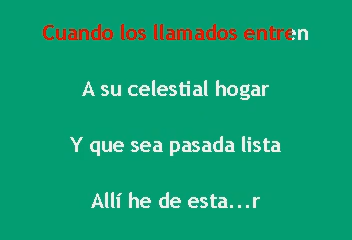 Cuando los llamados entren
A su celestial hogar
Y que sea pasada lista
Allí he de esta...r